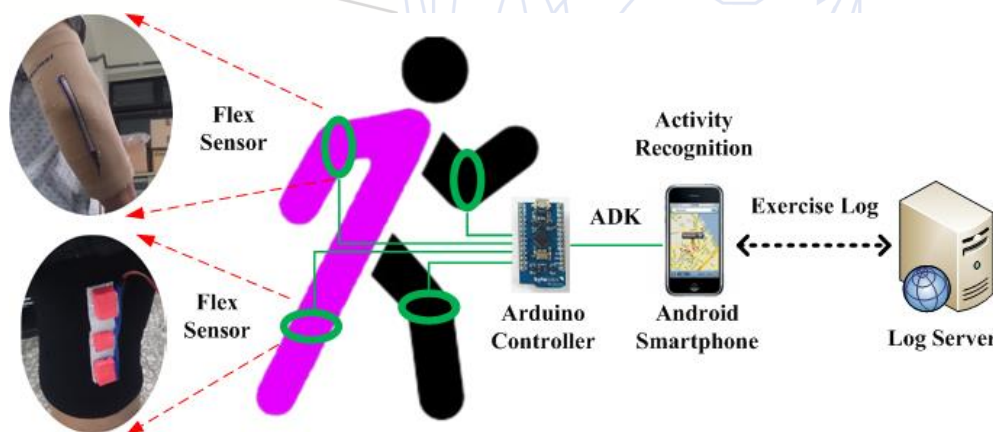 Flex
Sensor
Flex
Sensor
Activity
Recognition
ADK
Exercise Log
Arduino
Controller
Android
Smartphone
Log Server